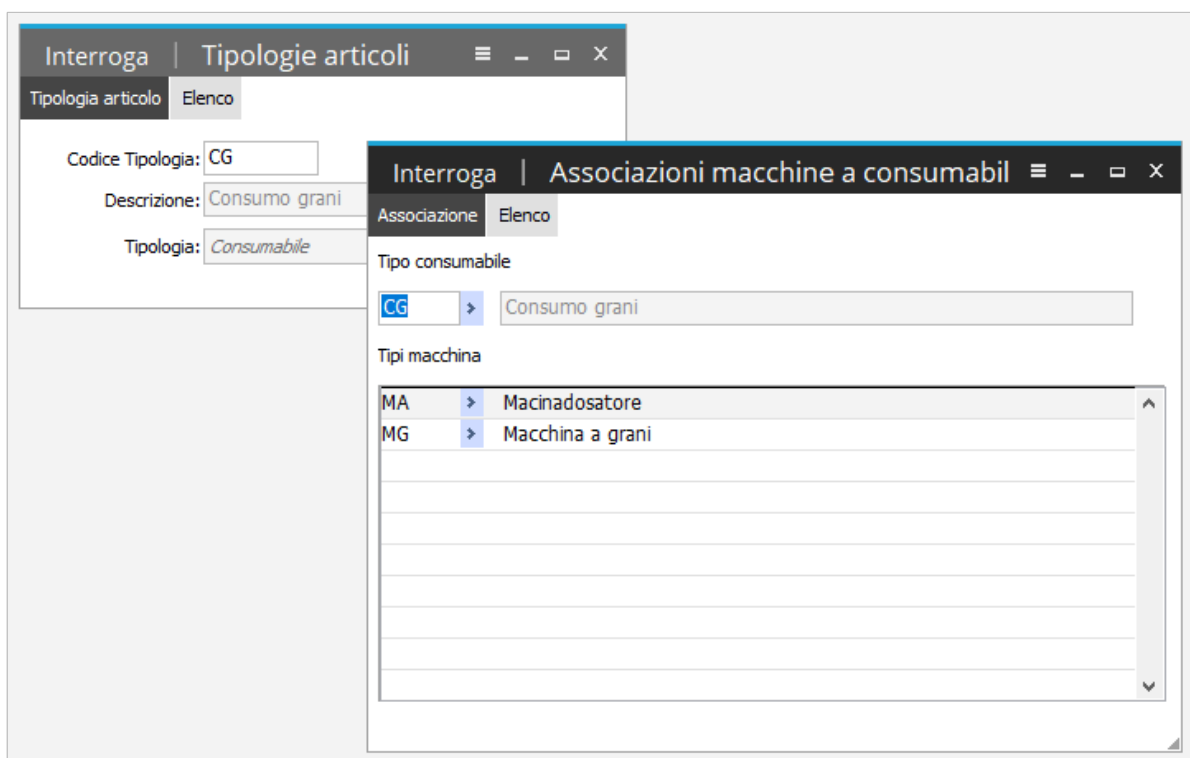 Interroga | Tipologie articoli
Tipologia articolo Elenco
Codice Tipologia: CG
Descrizione: Consumo grani
Tipologia: Consumabile
Interroga | Associazioni macchine a consumabil
Associazione Elenco
Tipo consumabile
CG Consumo grani
Tipi macchina
MA Macinadosatore
MG Macchina a grani